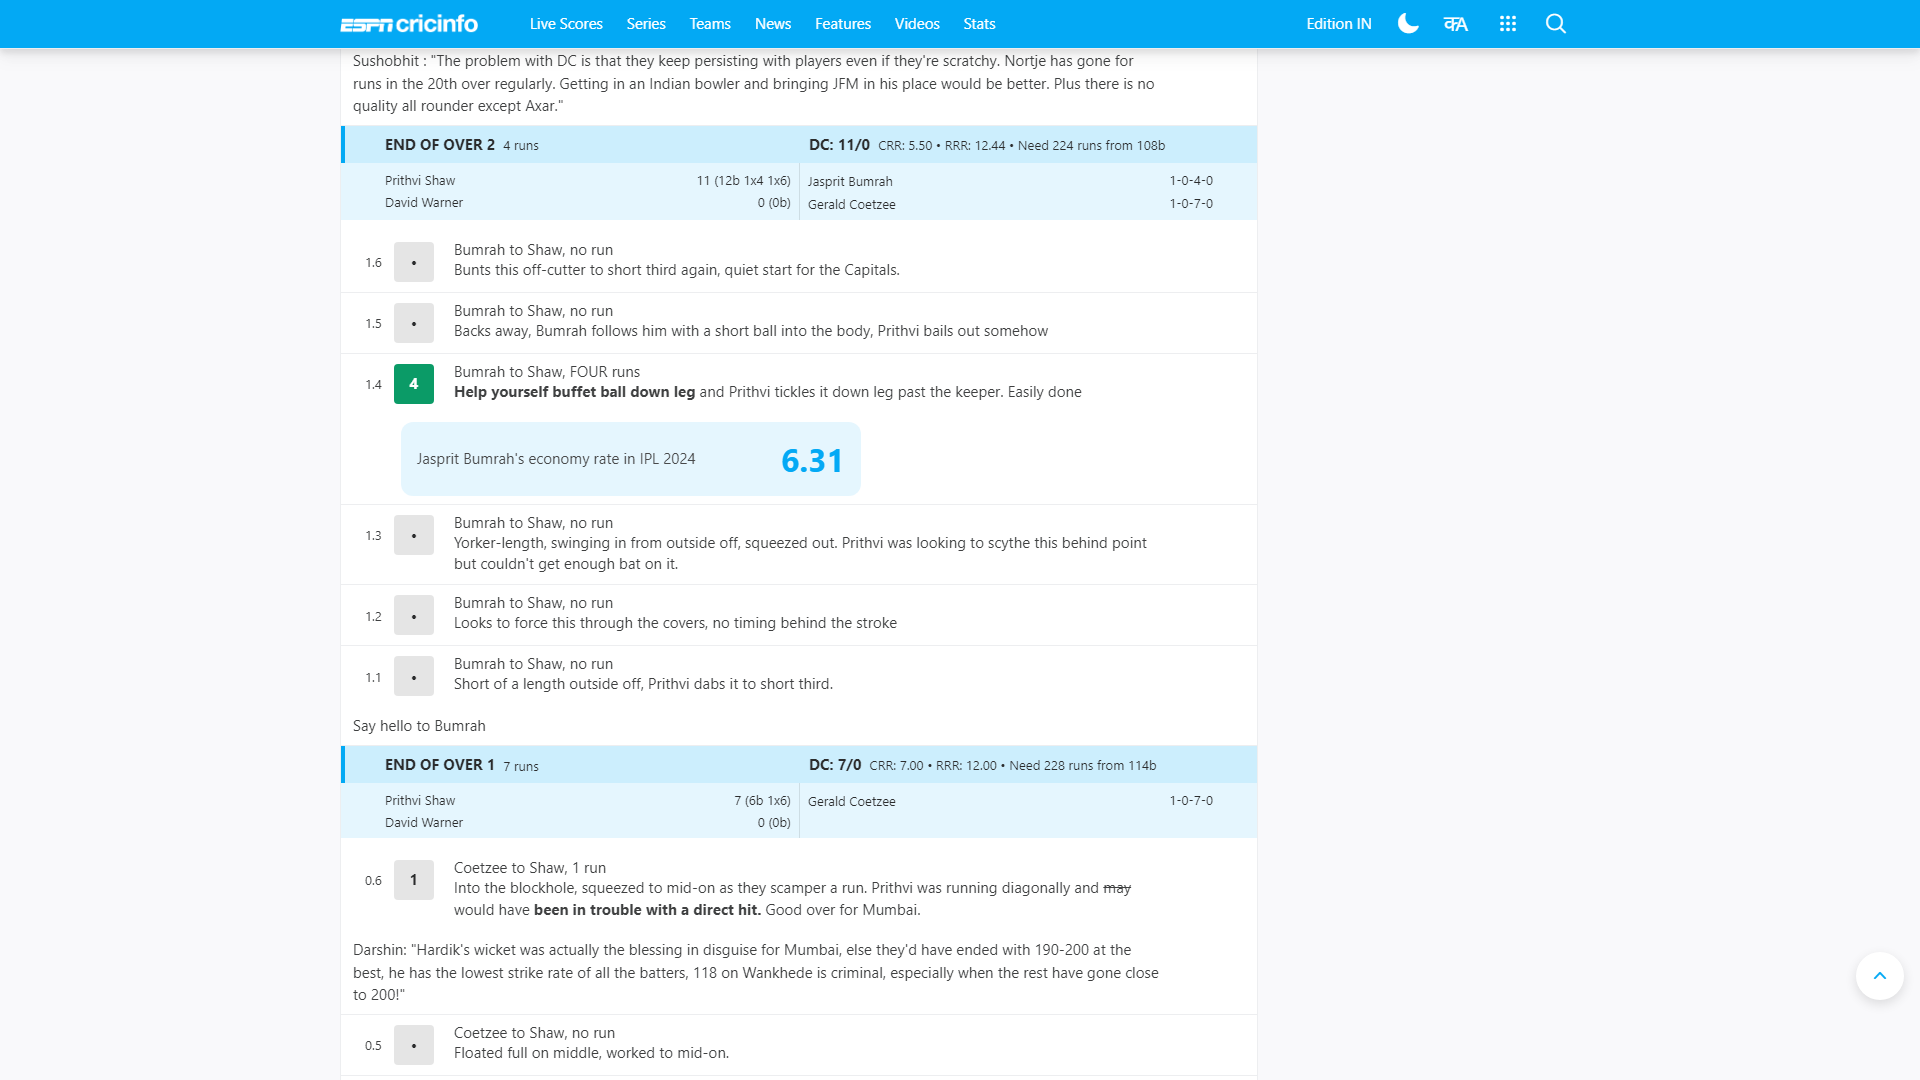 ESPN cricinfo Live Scores Series Teams News Features Videos Stats Edition IN
Sushobhit : "The problem with DC is that they keep persisting with players even if they're scratchy. Nortje has gone for
runs in the 20th over regularly. Getting in an Indian bowler and bringing JFM in his place would be better. Plus there is no
quality all rounder except Axar."
END OF OVER 2 4 runs DC: 11/0 CRR: 5.50 • RRR: 12.44 • Need 224 runs from 108b
Prithvi Shaw 11 (12b 1x4 1x6) Jasprit Bumrah 1-0-4-0
David Warner 0 (0b) Gerald Coetzee 1-0-7-0
Bumrah to Shaw, no run
1.6 • Bunts this off-cutter to short third again, quiet start for the Capitals.
Bumrah to Shaw, no run
1.5 • Backs away, Bumrah follows him with a short ball into the body, Prithvi bails out somehow
Bumrah to Shaw, FOUR runs
1.4 4 Help yourself buffet ball down leg and Prithvi tickles it down leg past the keeper. Easily done
Jasprit Bumrah's economy rate in IPL 2024 6.31
Bumrah to Shaw, no run
1.3 • Yorker-length, swinging in from outside off, squeezed out. Prithvi was looking to scythe this behind point
but couldn't get enough bat on it.
Bumrah to Shaw, no run
1.2 • Looks to force this through the covers, no timing behind the stroke
Bumrah to Shaw, no run
1.1 • Short of a length outside off, Prithvi dabs it to short third.
Say hello to Bumrah
END OF OVER 1 7 runs DC: 7/0 CRR: 7.00 • RRR: 12.00 • Need 228 runs from 114b
Prithvi Shaw 7 (6b 1x6) Gerald Coetzee 1-0-7-0
David Warner 0 (0b)
Coetzee to Shaw, 1 run
0.6 1 Into the blockhole, squeezed to mid-on as they scamper a run. Prithvi was running diagonally and may
would have been in trouble with a direct hit. Good over for Mumbai.
Darshin: "Hardik's wicket was actually the blessing in disguise for Mumbai, else they'd have ended with 190-200 at the
best, he has the lowest strike rate of all the batters, 118 on Wankhede is criminal, especially when the rest have gone close
to 200!"
Coetzee to Shaw, no run
0.5 • Floated full on middle, worked to mid-on.